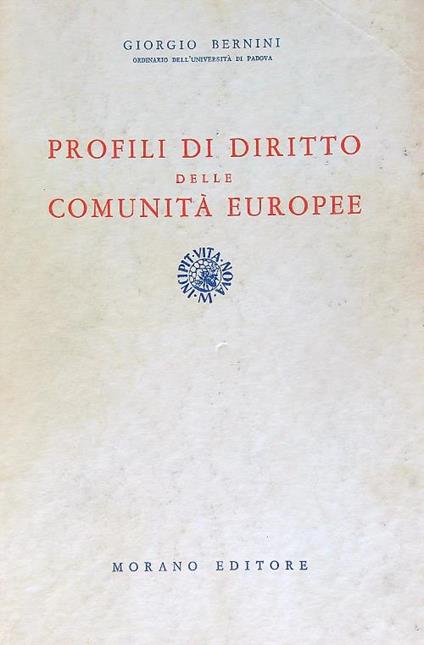 GIORGIO BERNINI
ORDINARIO DELL'UNIVERSITÀ DI PADOVA
PROFILI DI DIRITTO
DELLE
COMUNITÀ EUROPEE
INCIPIT·VITA·NOVA
M
MORANO EDITORE